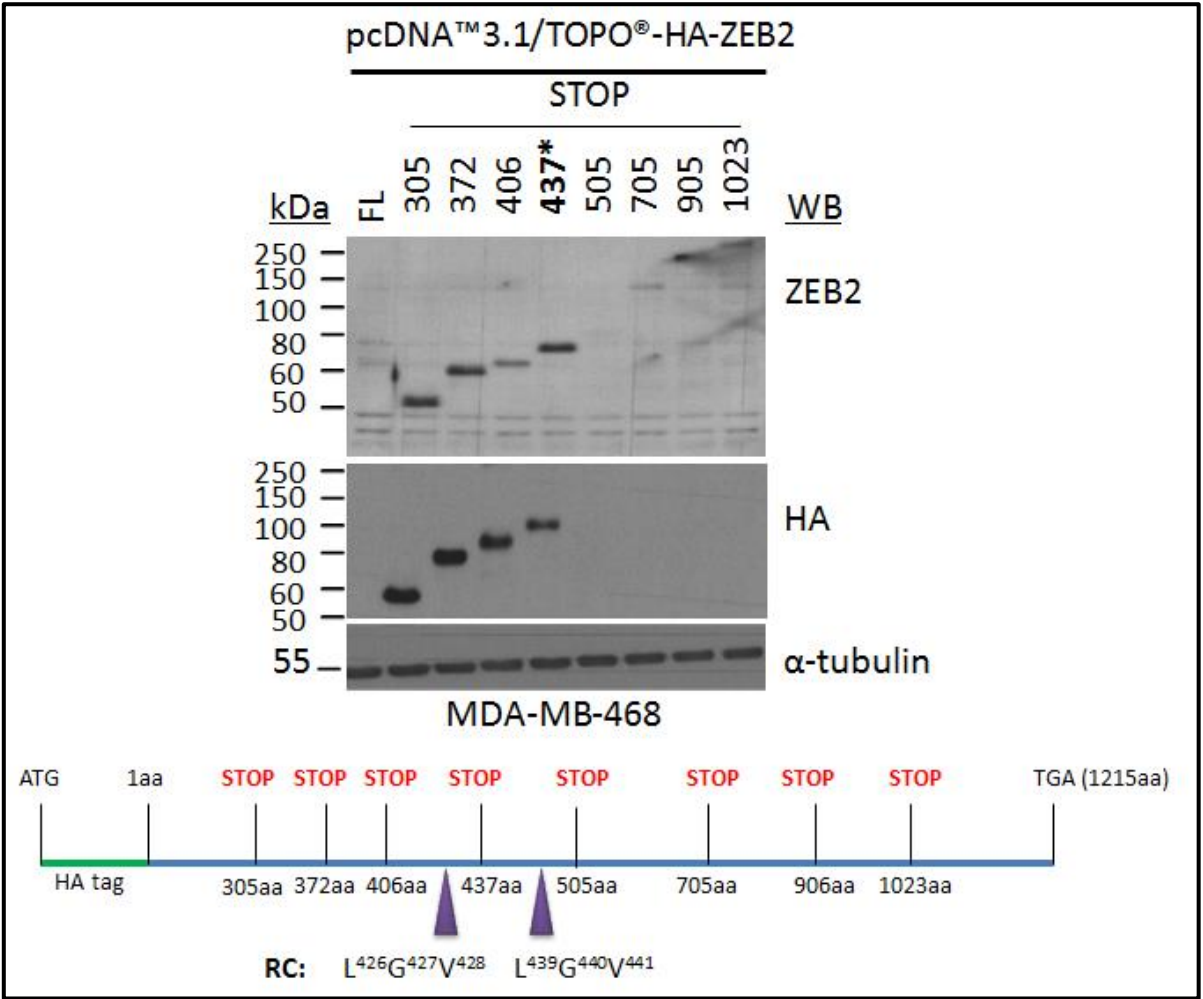 pcDNA™3.1/TOPO®-HA-ZEB2
STOP
kDa FL 305 372 406 437* 505 705 905 1023 WB
250
150
100
80
60
50
ZEB2
250
150
100
80
60
50
HA
55
α-tubulin
MDA-MB-468
ATG 1aa STOP STOP STOP STOP STOP STOP STOP STOP TGA (1215aa)
HA tag 305aa 372aa 406aa 437aa 505aa 705aa 906aa 1023aa
RC: L⁴²⁶G⁴²⁷V⁴²⁸ L⁴³⁹G⁴⁴⁰V⁴⁴¹